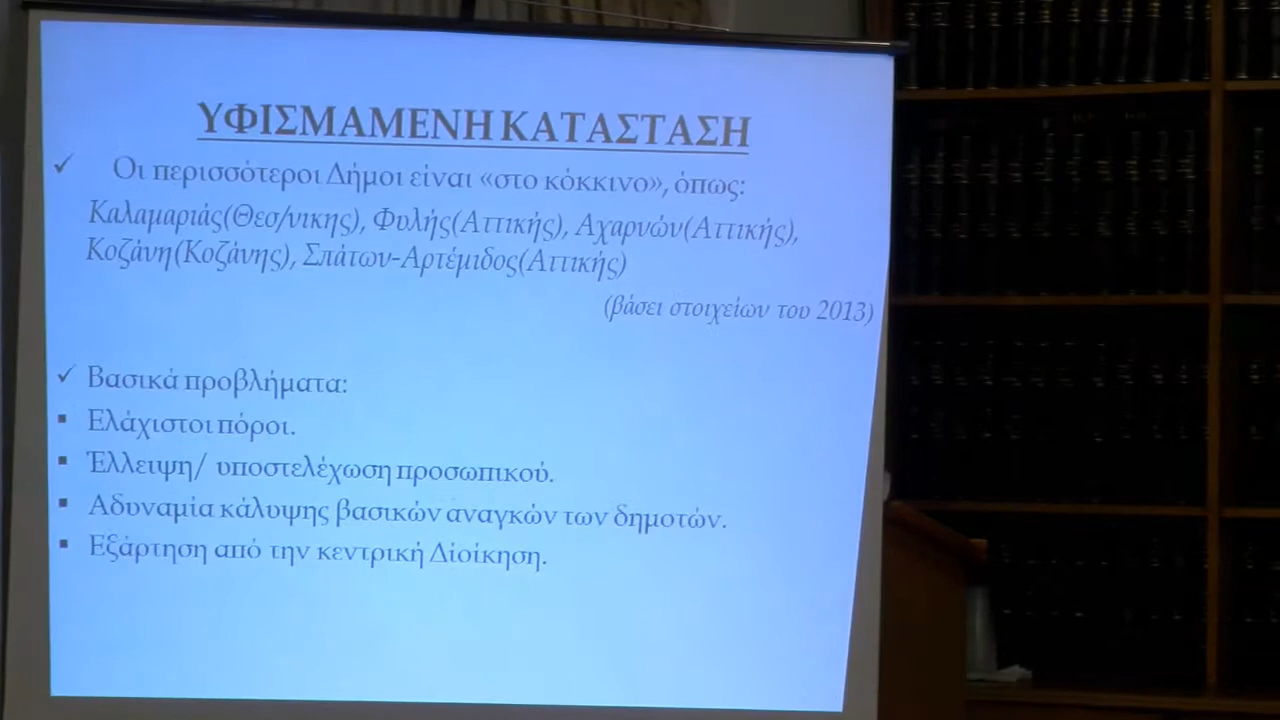 ΥΦΙΣΜΑΜΕΝΗ ΚΑΤΑΣΤΑΣΗ
✓ Οι περισσότεροι Δήμοι είναι «στο κόκκινο», όπως:
Καλαμαριάς(Θεσ/νικης), Φυλής(Αττικής), Αχαρνών(Αττικής),
Κοζάνη(Κοζάνης), Σπάτων-Αρτέμιδος(Αττικής)
(βάσει στοιχείων του 2013)
✓ Βασικά προβλήματα:
▪ Ελάχιστοι πόροι.
▪ Έλλειψη/ υποστελέχωση προσωπικού.
▪ Αδυναμία κάλυψης βασικών αναγκών των δημοτών.
▪ Εξάρτηση από την κεντρική Δίοίκηση.